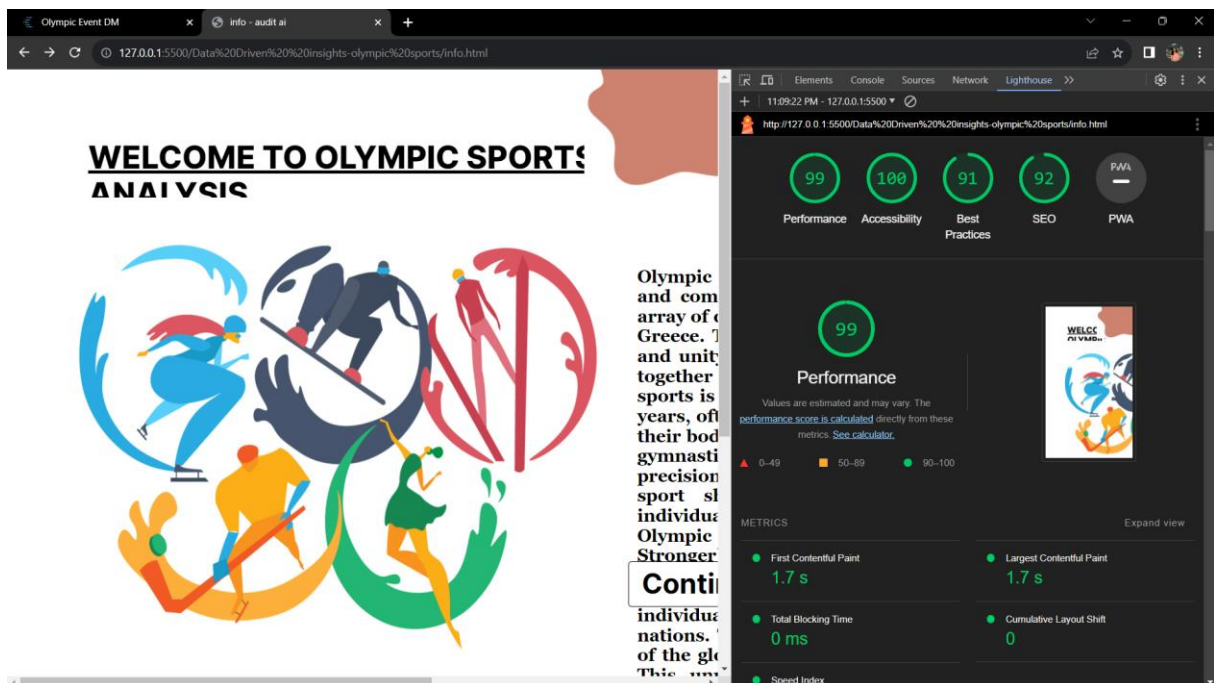 Olympic Event DM
info - audit ai
127.0.0.1:5500/Data%20Driven%20%20insights-olympic%20sports/info.html
WELCOME TO OLYMPIC SPORTS
ANALYSIS
Olympic
and com
array of
Greece.
and unity
together
sports is
years, oft
their bod
gymnasti
precision
sport sh
individua
Olympic
Stronger
Conti
individua
nations.
of the glo
This
Elements Console Sources Network Lighthouse
11:09:22 PM - 127.0.0.1:5500
http://127.0.0.1:5500/Data%20Driven%20%20insights-olympic%20sports/info.html
99 100 91 92 PWA
Performance Accessibility Best Practices SEO PWA
99
Performance
Values are estimated and may vary. The
performance score is calculated directly from these
metrics. See calculator.
0–49 50–89 90–100
WELCC
METRICS Expand view
First Contentful Paint Largest Contentful Paint
1.7 s 1.7 s
Total Blocking Time Cumulative Layout Shift
0 ms 0
Speed Index